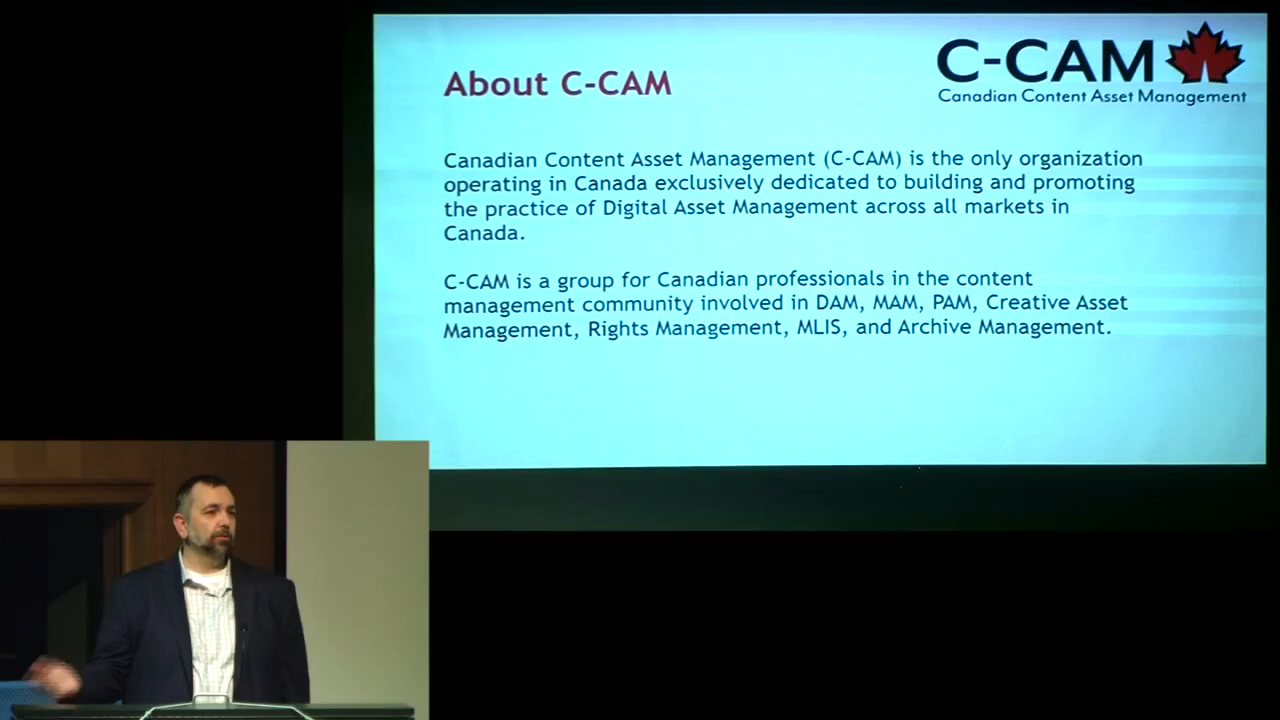 C-CAM
Canadian Content Asset Management
About C-CAM
Canadian Content Asset Management (C-CAM) is the only organization
operating in Canada exclusively dedicated to building and promoting
the practice of Digital Asset Management across all markets in
Canada.
C-CAM is a group for Canadian professionals in the content
management community involved in DAM, MAM, PAM, Creative Asset
Management, Rights Management, MLIS, and Archive Management.